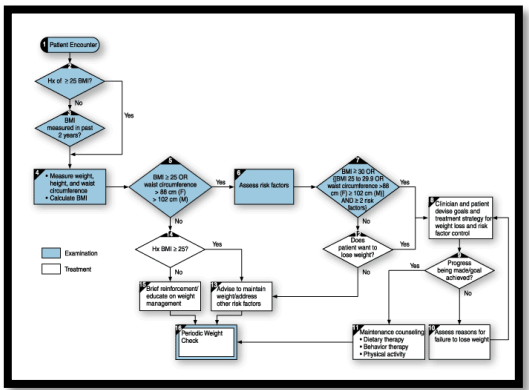 1 Patient Encounter
2
Hx of ≥ 25 BMI?
No
Yes
3
BMI
measured in past
2 years?
4
• Measure weight,
height, and waist
circumference
• Calculate BMI
5
BMI ≥ 25 OR
waist circumference
> 88 cm (F)
> 102 cm (M)
Yes
No
6
Assess risk factors
7
BMI ≥ 30 OR
{[BMI 25 to 29.9 OR
waist circumference >88
cm (F) ≥ 102 cm (M)]
AND ≥ 2 risk
factors}
Yes
No
8
Clinician and patient
devise goals and
treatment strategy for
weight loss and risk
factor control
Does
patient want to
lose weight?
Yes
No
Hx BMI ≥ 25?
Yes
No
9
Progress
being made/goal
achieved?
Yes
No
Examination
Treatment
15
Brief reinforcement/
educate on weight
management
13
Advise to maintain
weight/address
other risk factors
Periodic Weight
Check
11
Maintenance counseling
• Dietary therapy
• Behavior therapy
• Physical activity
10
Assess reasons for
failure to lose weight